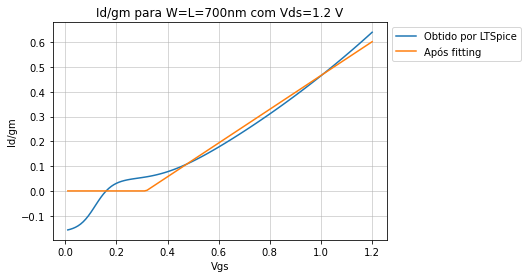 Id/gm para W=L=700nm com Vds=1.2 V
Obtido por LTSpice
Após fitting
Id/gm
0.6
0.5
0.4
0.3
0.2
0.1
0.0
−0.1
0.0 0.2 0.4 0.6 0.8 1.0 1.2
Vgs